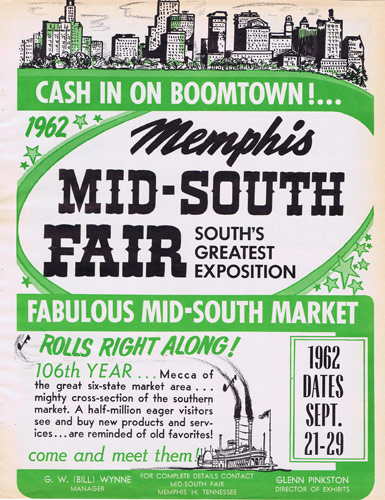 CASH IN ON BOOMTOWN!...
1962
Memphis
MID-SOUTH
FAIR
SOUTH'S
GREATEST
EXPOSITION
FABULOUS MID-SOUTH MARKET
ROLLS RIGHT ALONG!
106th YEAR ... Mecca of
the great six-state market area ...
mighty cross-section of the southern
market. A half-million eager visitors
see and buy new products and serv-
ices...are reminded of old favorites!
come and meet them!!
1962
DATES
SEPT.
21-29
G. W. (BILL) WYNNE
MANAGER
FOR COMPLETE DETAILS CONTACT
MID-SOUTH FAIR
MEMPHIS 14, TENNESSEE
GLENN PINKSTON
DIRECTOR OF EXHIBITS